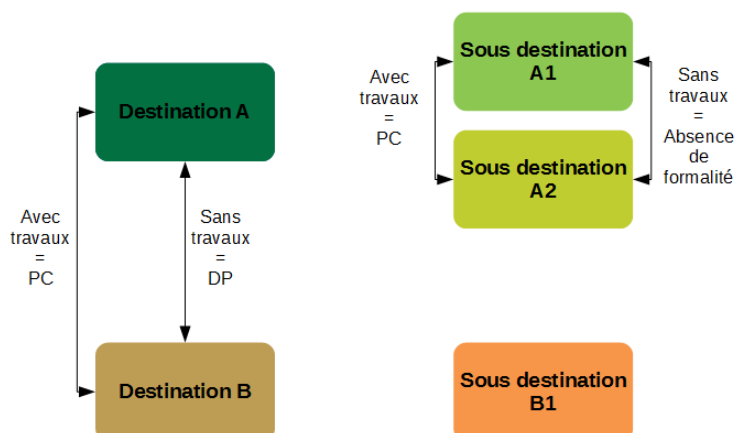 Destination A
Avec
travaux
=
PC
Sans
travaux
=
DP
Destination B
Avec
travaux
=
PC
Sous destination
A1
Sous destination
A2
Sans
travaux
=
Absence
de
formalité
Sous destination
B1